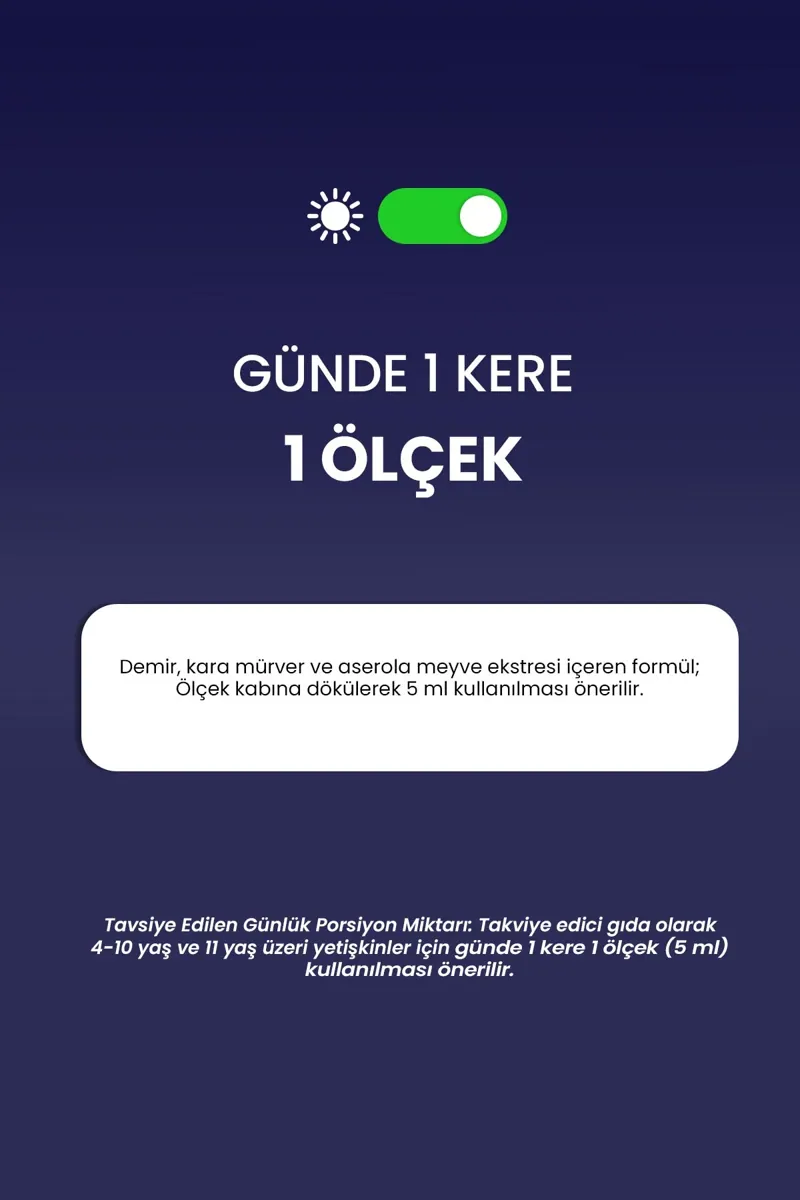 GÜNDE 1 KERE
1 ÖLÇEK
Demir, kara mürver ve aserola meyve ekstresi içeren formül;
Ölçek kabına dökülerek 5 ml kullanılması önerilir.
Tavsiye Edilen Günlük Porsiyon Miktarı: Takviye edici gıda olarak
4-10 yaş ve 11 yaş üzeri yetişkinler için günde 1 kere 1 ölçek (5 ml)
kullanılması önerilir.